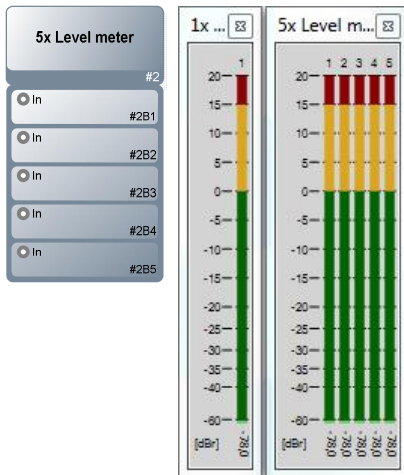 5x Level meter
#2
In
#2B1
In
#2B2
In
#2B3
In
#2B4
In
#2B5
1x ...
1
20
15
10
5
0
-5
-10
-15
-20
-25
-30
-35
-40
-60
[dBr]
-78,0
5x Level m...
1 2 3 4 5
20
15
10
5
0
-5
-10
-15
-20
-25
-30
-35
-40
-60
[dBr]
-78,0 -78,0 -78,0 -78,0 -78,0